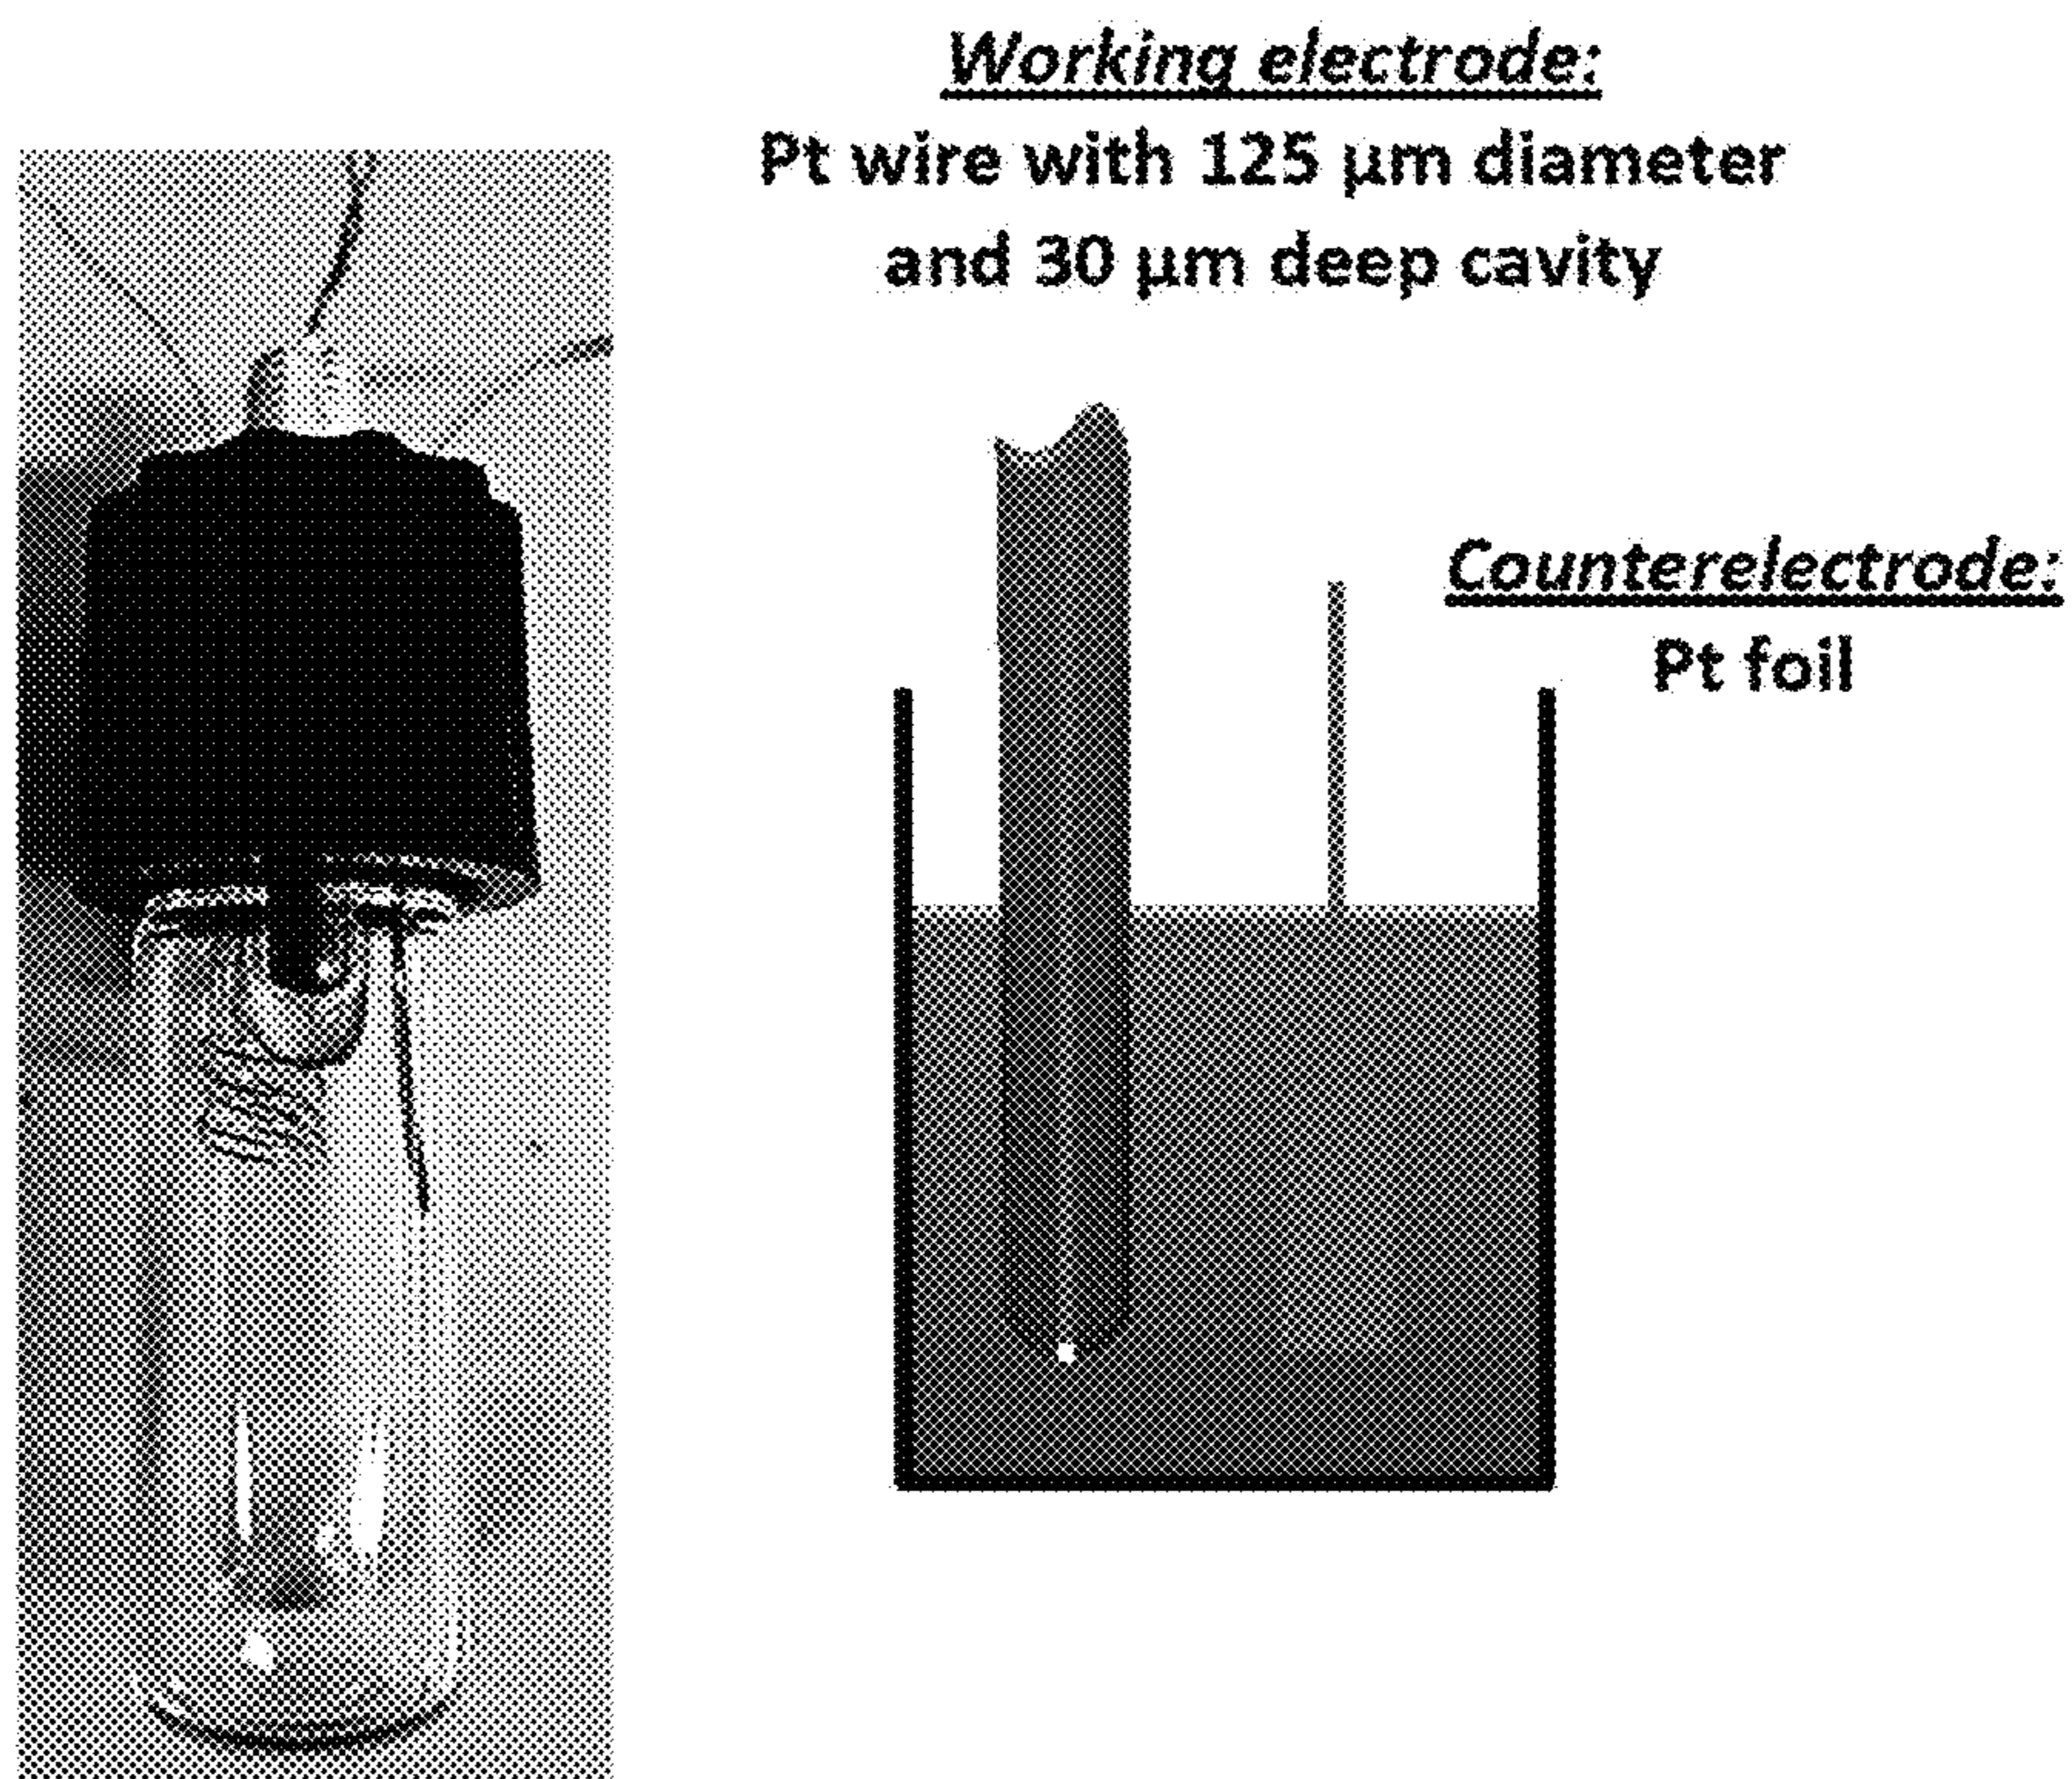 Working electrode:
Pt wire with 125 µm diameter
and 30 µm deep cavity
Counterelectrode:
Pt foil